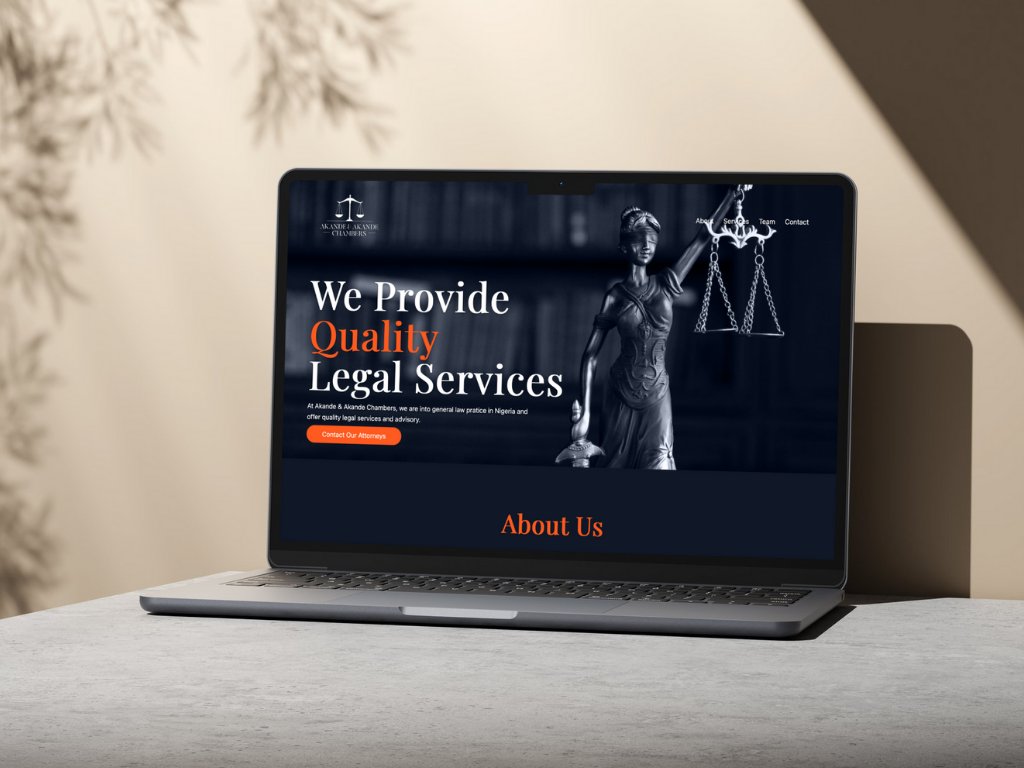 AKANDE & AKANDE
CHAMBERS
About Services Team Contact
We Provide
Quality
Legal Services
At Akande & Akande Chambers, we are into general law pratice in Nigeria and
offer quality legal services and advisory.
Contact Our Attorneys
About Us